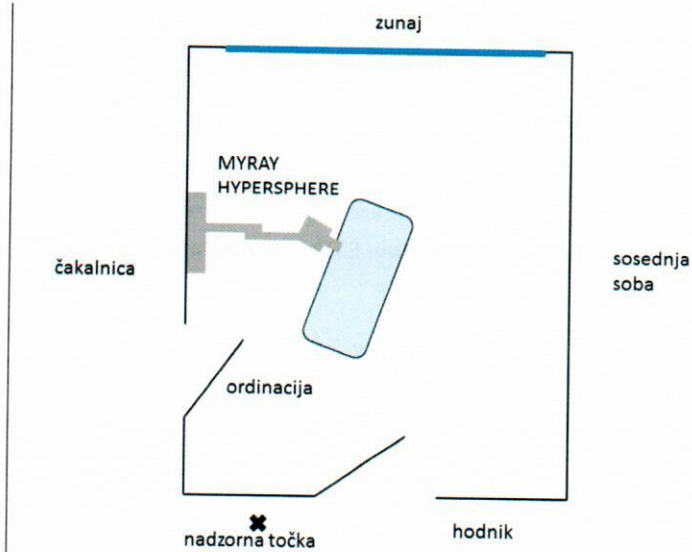 zunaj
MYRAY
HYPERSPHERE
čakalnica
sosednja
soba
ordinacija
nadzorna točka
hodnik